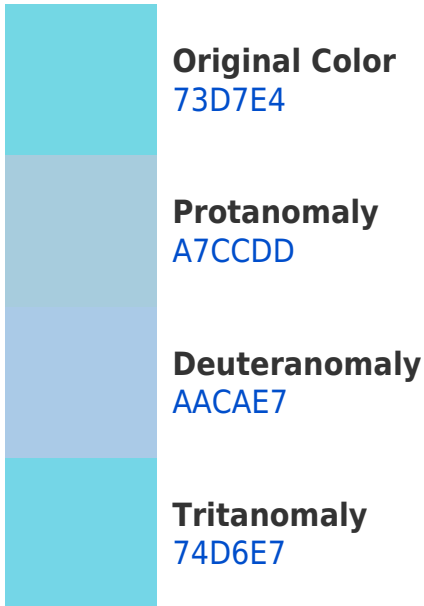 Original Color
73D7E4
Protanomaly
A7CCDD
Deuteranomaly
AACAE7
Tritanomaly
74D6E7